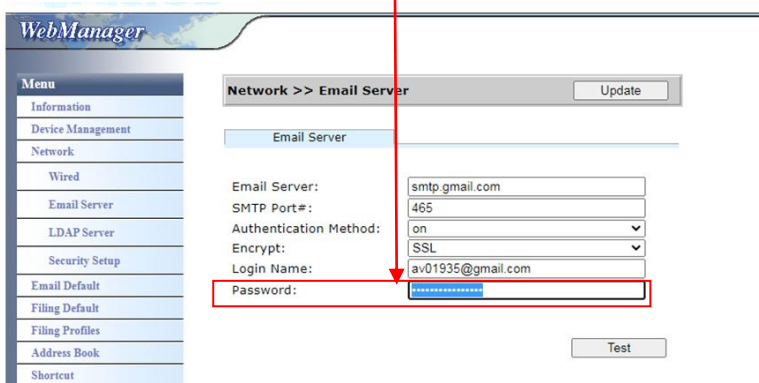 WebManager
Menu
Information
Device Management
Network
Wired
Email Server
LDAP Server
Security Setup
Email Default
Filing Default
Filing Profiles
Address Book
Shortcut
Network >> Email Server
Update
Email Server
Email Server: smtp.gmail.com
SMTP Port#: 465
Authentication Method: on
Encrypt: SSL
Login Name: av01935@gmail.com
Password: ••••••••••••••••
Test